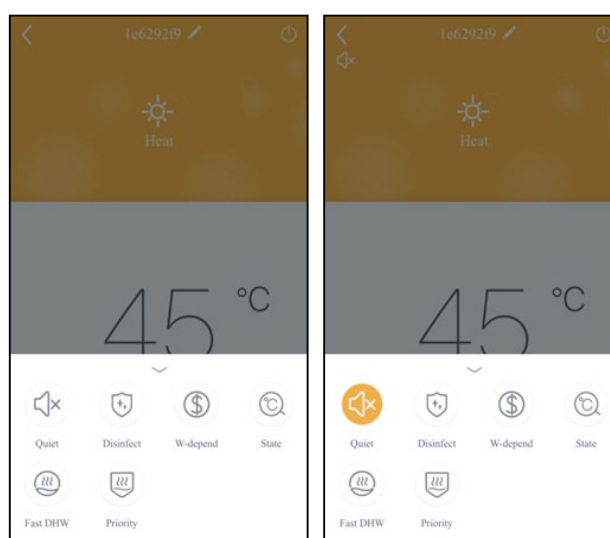 1e6292f9
Heat
45 °C
Quiet
Disinfect
W-depend
State
Fast DHW
Priority
1e6292f9
Heat
45 °C
Quiet
Disinfect
W-depend
State
Fast DHW
Priority